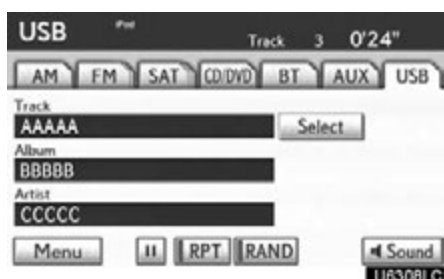 USB iPod Track 3 0'24"
AM FM SAT CD/DVD BT AUX USB
Track
AAAAA Select
Album
BBBBB
Artist
CCCCC
Menu II RPT RAND Sound
U6308LC